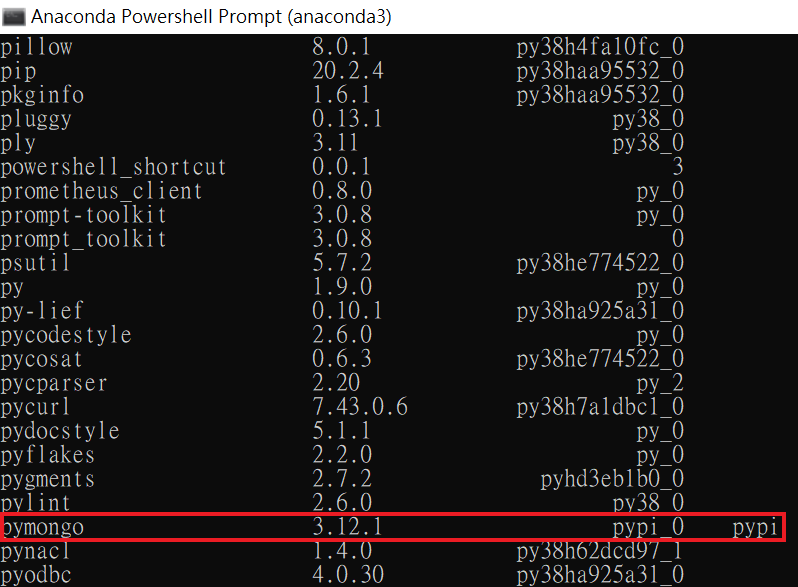 Anaconda Powershell Prompt (anaconda3)
pillow 8.0.1 py38h4fa10fc_0
pip 20.2.4 py38haa95532_0
pkginfo 1.6.1 py38haa95532_0
pluggy 0.13.1 py38_0
ply 3.11 py38_0
powershell_shortcut 0.0.1 3
prometheus_client 0.8.0 py_0
prompt-toolkit 3.0.8 py_0
prompt_toolkit 3.0.8 0
psutil 5.7.2 py38he774522_0
py 1.9.0 py_0
py-lief 0.10.1 py38ha925a31_0
pycodestyle 2.6.0 py_0
pycosat 0.6.3 py38he774522_0
pycparser 2.20 py_2
pycurl 7.43.0.6 py38h7a1dbc1_0
pydocstyle 5.1.1 py_0
pyflakes 2.2.0 py_0
pygments 2.7.2 pyhd3eb1b0_0
pylint 2.6.0 py38_0
pymongo 3.12.1 pypi_0 pypi
pynacl 1.4.0 py38h62dcd97_1
pyodbc 4.0.30 py38ha925a31_0